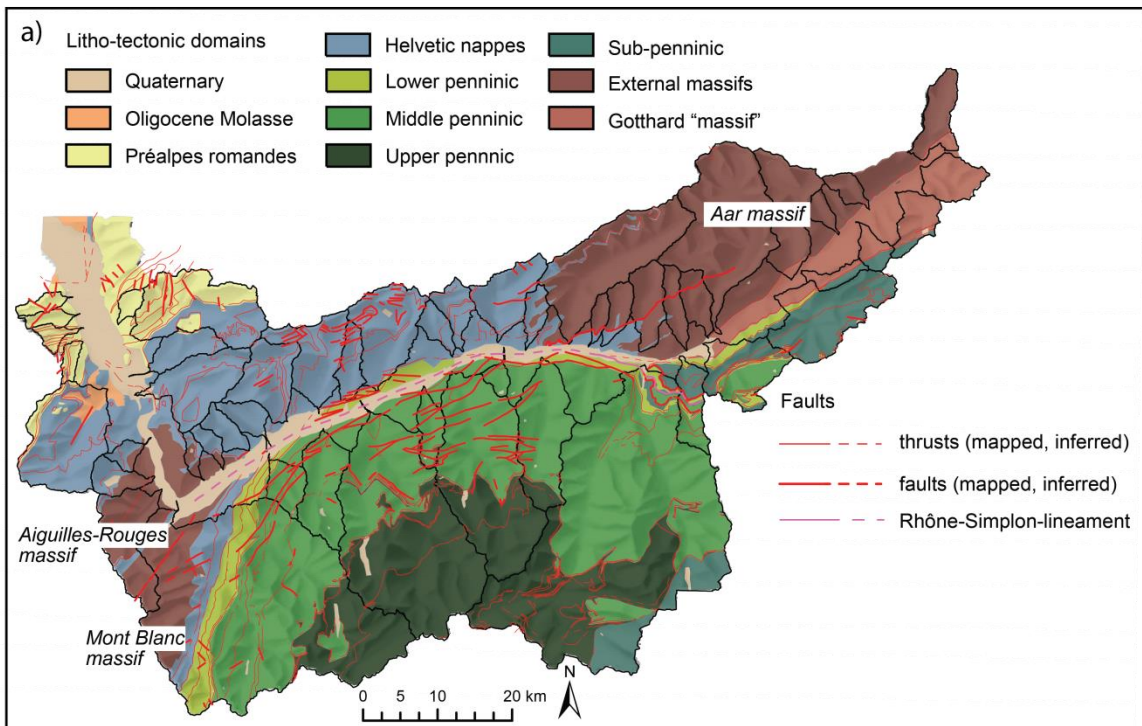 a)
Litho-tectonic domains
Quaternary
Oligocene Molasse
Préalpes romandes
Helvetic nappes
Lower penninic
Middle penninic
Upper pennnic
Sub-penninic
External massifs
Gotthard “massif”
Aar massif
Faults
thrusts (mapped, inferred)
faults (mapped, inferred)
Rhône-Simplon-lineament
Aiguilles-Rouges
massif
Mont Blanc
massif
N
0 5 10 20 km